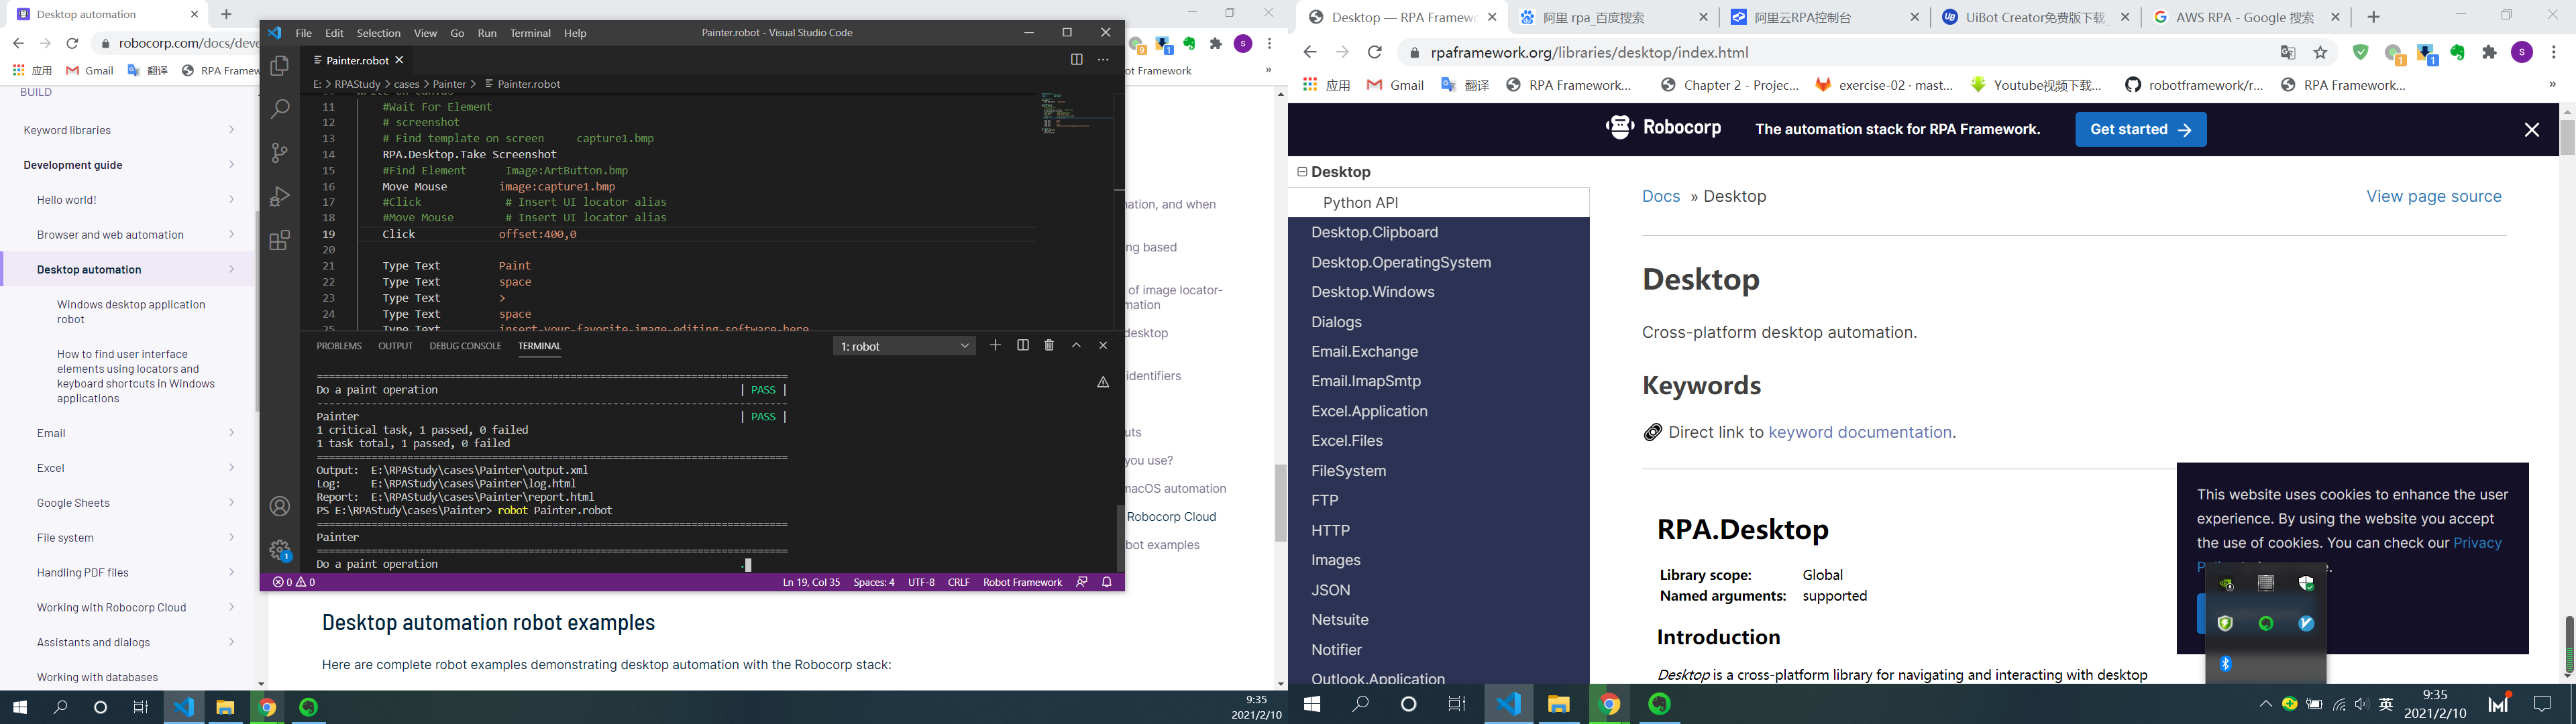 Desktop automation
robocorp.com/docs/deve
应用
Gmail
翻译
RPA Framew
BUILD
Keyword libraries
Development guide
Hello world!
Browser and web automation
Desktop automation
Windows desktop application
robot
How to find user interface
elements using locators and
keyboard shortcuts in Windows
applications
Email
Excel
Google Sheets
File system
Handling PDF files
Working with Robocorp Cloud
Assistants and dialogs
Working with databases
File Edit Selection View Go Run Terminal Help
Painter.robot - Visual Studio Code
Painter.robot
E: > RPAStudy > cases > Painter > Painter.robot
11 #Wait For Element
12 # screenshot
13 # Find template on screen capture1.bmp
14 RPA.Desktop.Take Screenshot
15 #Find Element Image:ArtButton.bmp
16 Move Mouse image:capture1.bmp
17 #Click # Insert UI locator alias
18 #Move Mouse # Insert UI locator alias
19 Click offset:400,0
20
21 Type Text Paint
22 Type Text space
23 Type Text >
24 Type Text space
25 Type Text insert-your-favorite-image-editing-software-here
PROBLEMS OUTPUT DEBUG CONSOLE TERMINAL
1: robot
==============================================================================
Do a paint operation | PASS |
------------------------------------------------------------------------------
Painter | PASS |
1 critical task, 1 passed, 0 failed
1 task total, 1 passed, 0 failed
==============================================================================
Output: E:\RPAStudy\cases\Painter\output.xml
Log: E:\RPAStudy\cases\Painter\log.html
Report: E:\RPAStudy\cases\Painter\report.html
PS E:\RPAStudy\cases\Painter> robot Painter.robot
==============================================================================
Painter
==============================================================================
Do a paint operation .
0 0
Ln 19, Col 35 Spaces: 4 UTF-8 CRLF Robot Framework
1
9
1
S
ot Framework
»
ation, and when
ng based
of image locator-
mation
desktop
identifiers
uts
you use?
macOS automation
Robocorp Cloud
bot examples
Desktop automation robot examples
Here are complete robot examples demonstrating desktop automation with the Robocorp stack:
9:35
2021/2/10
Desktop — RPA Framewo
阿里 rpa_百度搜索
阿里云RPA控制台
UiBot Creator免费版下载_
AWS RPA - Google 搜索
rpaframework.org/libraries/desktop/index.html
1
1
S
应用
Gmail
翻译
RPA Framework...
Chapter 2 - Projec...
exercise-02 · mast...
Youtube视频下载...
robotframework/r...
RPA Framework...
»
Robocorp
The automation stack for RPA Framework.
Get started
Desktop
Python API
Desktop.Clipboard
Desktop.OperatingSystem
Desktop.Windows
Dialogs
Email.Exchange
Email.ImapSmtp
Excel.Application
Excel.Files
FileSystem
FTP
HTTP
Images
JSON
Netsuite
Notifier
Outlook.Application
Docs » Desktop
View page source
Desktop
Cross-platform desktop automation.
Keywords
Direct link to keyword documentation.
RPA.Desktop
Library scope: Global
Named arguments: supported
Introduction
Desktop is a cross-platform library for navigating and interacting with desktop
This website uses cookies to enhance the user
experience. By using the website you accept
the use of cookies. You can check our Privacy
英
9:35
2021/2/10